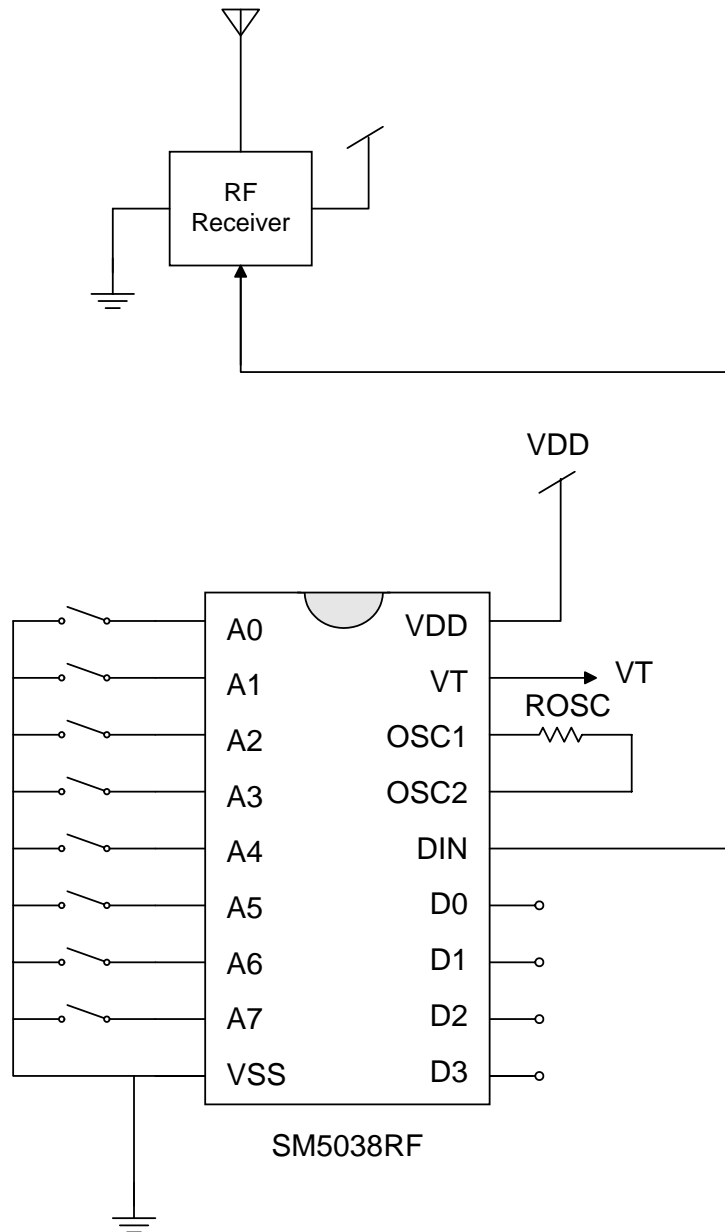 RF
Receiver
VDD
A0
VDD
A1
VT
VT
ROSC
A2
OSC1
A3
OSC2
A4
DIN
A5
D0
A6
D1
A7
D2
VSS
D3
SM5038RF